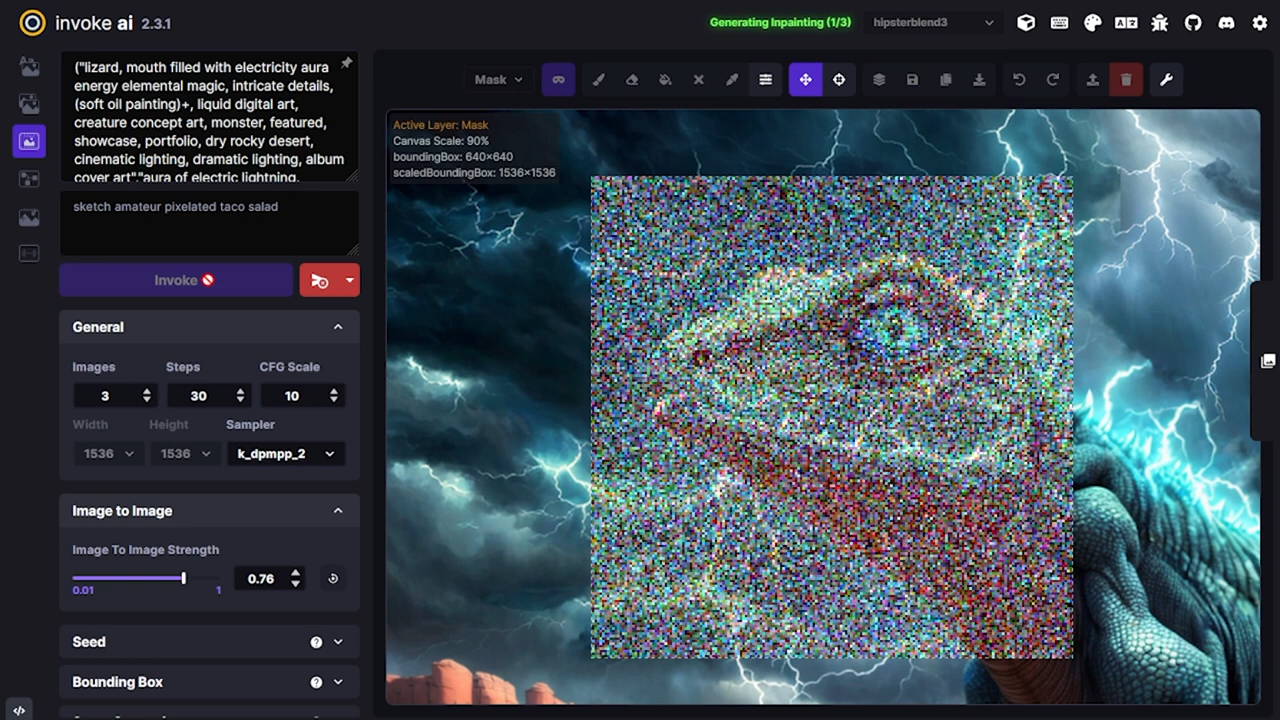 invoke ai 2.3.1
Generating Inpainting (1/3)
hipsterblend3
("lizard, mouth filled with electricity aura
energy elemental magic, intricate details,
(soft oil painting)+, liquid digital art,
creature concept art, monster, featured,
showcase, portfolio, dry rocky desert,
cinematic lighting, dramatic lighting, album
cover art","aura of electric lightning,
sketch amateur pixelated taco salad
Invoke
General
Images Steps CFG Scale
3 30 10
Width Height Sampler
1536 1536 k_dpmpp_2
Image to Image
Image To Image Strength
0.76
0.01 1
Seed
Bounding Box
Mask
Active Layer: Mask
Canvas Scale: 90%
boundingBox: 640×640
scaledBoundingBox: 1536×1536